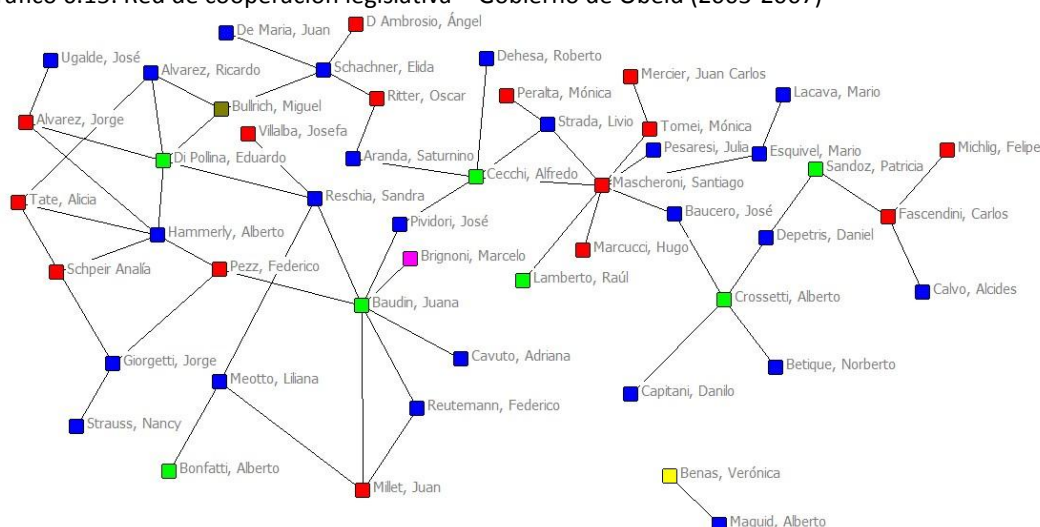 áfico 6.13: Red de cooperación legislativa – Gobierno de Obeid (2003-2007)
D Ambrosio, Ángel
De Maria, Juan
Ugalde, José
Alvarez, Ricardo
Schachner, Elida
Dehesa, Roberto
Mercier, Juan Carlos
Bullrich, Miguel
Ritter, Oscar
Peralta, Mónica
Lacava, Mario
Alvarez, Jorge
Villalba, Josefa
Strada, Livio
Tomei, Mónica
Di Pollina, Eduardo
Aranda, Saturnino
Pesaresi, Julia
Esquivel, Mario
Michlig, Felipe
Cecchi, Alfredo
Sandoz, Patricia
Tate, Alicia
Reschia, Sandra
Mascheroni, Santiago
Hammerly, Alberto
Pividori, José
Baucero, José
Fascendini, Carlos
Depetris, Daniel
Schpeir Analía
Pezz, Federico
Brignoni, Marcelo
Marcucci, Hugo
Lamberto, Raúl
Baudin, Juana
Crossetti, Alberto
Calvo, Alcides
Giorgetti, Jorge
Cavuto, Adriana
Betique, Norberto
Meotto, Liliana
Capitani, Danilo
Reutemann, Federico
Strauss, Nancy
Bonfatti, Alberto
Millet, Juan
Benas, Verónica
Maguid, Alberto